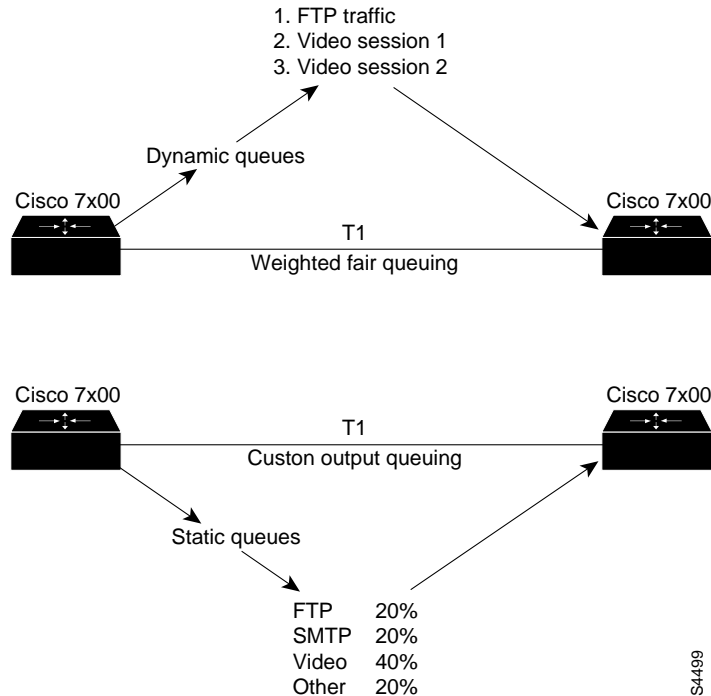 1. FTP traffic
2. Video session 1
3. Video session 2
Dynamic queues
Cisco 7x00
Cisco 7x00
T1
Weighted fair queuing
Cisco 7x00
Cisco 7x00
T1
Custon output queuing
Static queues
FTP 20%
SMTP 20%
Video 40%
Other 20%
S4499